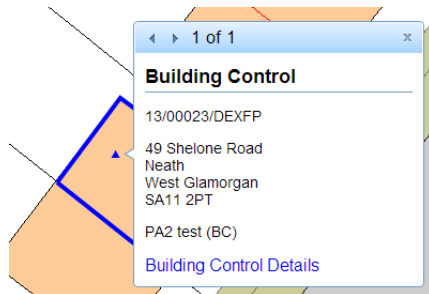 1 of 1 x
Building Control
13/00023/DEXFP
49 Shelone Road
Neath
West Glamorgan
SA11 2PT
PA2 test (BC)
Building Control Details